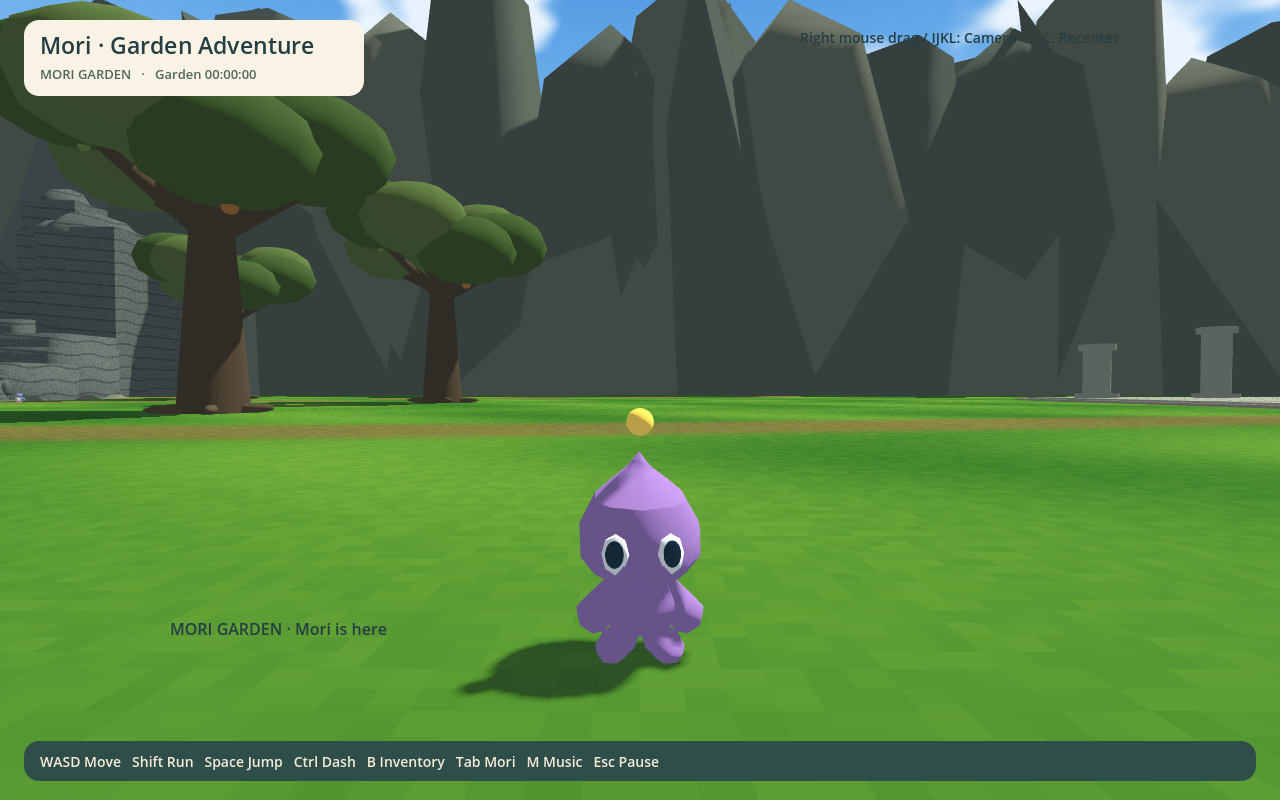 Mori · Garden Adventure
MORI GARDEN · Garden 00:00:00
Right mouse drag / IJKL: Camera C: Recenter
MORI GARDEN · Mori is here
WASD Move Shift Run Space Jump Ctrl Dash B Inventory Tab Mori M Music Esc Pause